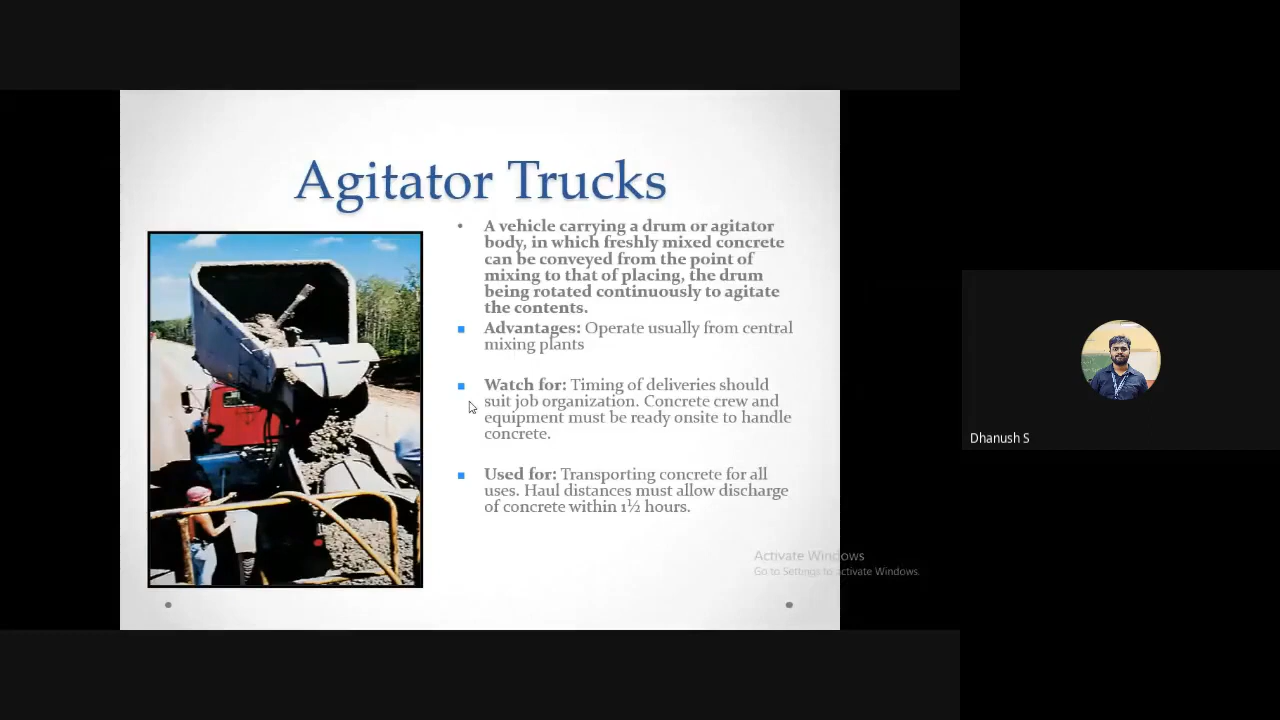 Agitator Trucks
• A vehicle carrying a drum or agitator
body, in which freshly mixed concrete
can be conveyed from the point of
mixing to that of placing, the drum
being rotated continuously to agitate
the contents.
▪ Advantages: Operate usually from central
mixing plants
▪ Watch for: Timing of deliveries should
suit job organization. Concrete crew and
equipment must be ready onsite to handle
concrete.
▪ Used for: Transporting concrete for all
uses. Haul distances must allow discharge
of concrete within 1½ hours.
Activate Windows
Go to Settings to activate Windows.
Dhanush S